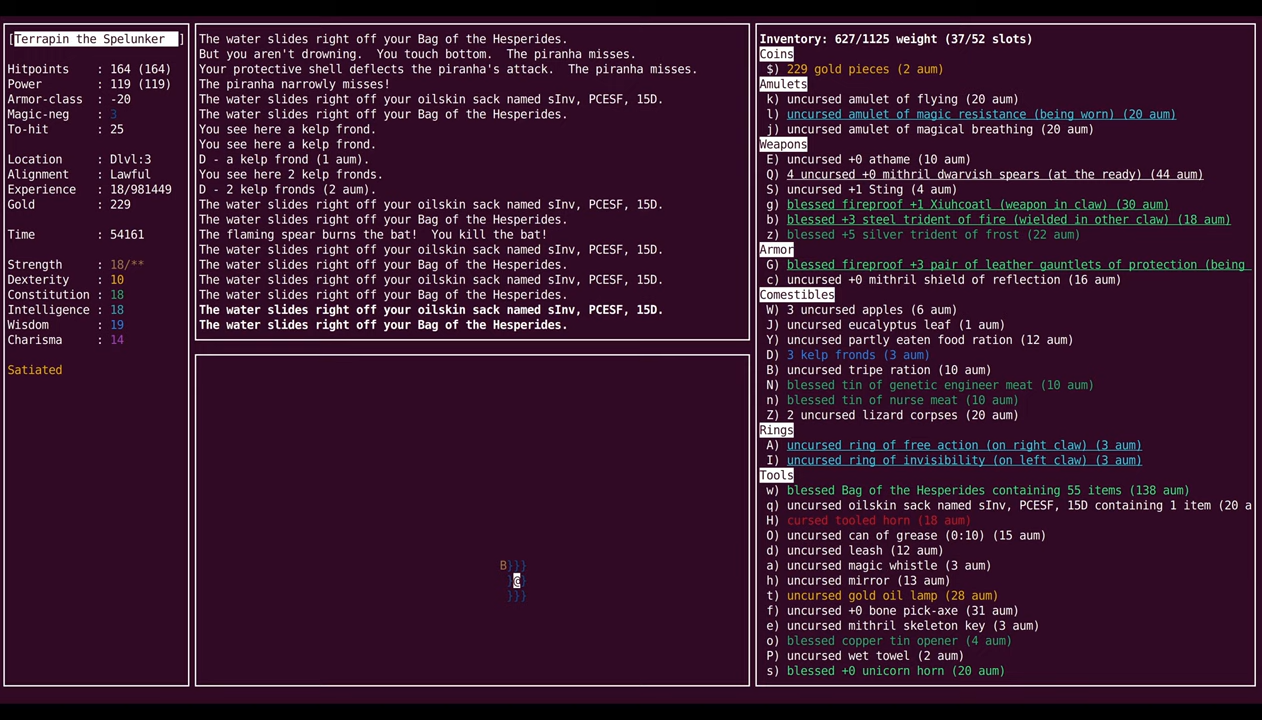 [Terrapin the Spelunker ]
Hitpoints : 164 (164)
Power : 119 (119)
Armor-class : -20
Magic-neg : 3
To-hit : 25
Location : Dlvl:3
Alignment : Lawful
Experience : 18/981449
Gold : 229
Time : 54161
Strength : 18/**
Dexterity : 10
Constitution : 18
Intelligence : 18
Wisdom : 19
Charisma : 14
Satiated
The water slides right off your Bag of the Hesperides.
But you aren't drowning.  You touch bottom.  The piranha misses.
Your protective shell deflects the piranha's attack.  The piranha misses.
The piranha narrowly misses!
The water slides right off your oilskin sack named sInv, PCESF, 15D.
The water slides right off your Bag of the Hesperides.
You see here a kelp frond.
You see here a kelp frond.
D - a kelp frond (1 aum).
You see here 2 kelp fronds.
D - 2 kelp fronds (2 aum).
The water slides right off your oilskin sack named sInv, PCESF, 15D.
The water slides right off your Bag of the Hesperides.
The flaming spear burns the bat!  You kill the bat!
The water slides right off your oilskin sack named sInv, PCESF, 15D.
The water slides right off your Bag of the Hesperides.
The water slides right off your oilskin sack named sInv, PCESF, 15D.
The water slides right off your Bag of the Hesperides.
The water slides right off your oilskin sack named sInv, PCESF, 15D.
The water slides right off your Bag of the Hesperides.
B}}}
}@}
}}}
Inventory: 627/1125 weight (37/52 slots)
Coins
$) 229 gold pieces (2 aum)
Amulets
k) uncursed amulet of flying (20 aum)
l) uncursed amulet of magic resistance (being worn) (20 aum)
j) uncursed amulet of magical breathing (20 aum)
Weapons
E) uncursed +0 athame (10 aum)
Q) 4 uncursed +0 mithril dwarvish spears (at the ready) (44 aum)
S) uncursed +1 Sting (4 aum)
g) blessed fireproof +1 Xiuhcoatl (weapon in claw) (30 aum)
b) blessed +3 steel trident of fire (wielded in other claw) (18 aum)
z) blessed +5 silver trident of frost (22 aum)
Armor
G) blessed fireproof +3 pair of leather gauntlets of protection (being
c) uncursed +0 mithril shield of reflection (16 aum)
Comestibles
W) 3 uncursed apples (6 aum)
J) uncursed eucalyptus leaf (1 aum)
Y) uncursed partly eaten food ration (12 aum)
D) 3 kelp fronds (3 aum)
B) uncursed tripe ration (10 aum)
N) blessed tin of genetic engineer meat (10 aum)
n) blessed tin of nurse meat (10 aum)
Z) 2 uncursed lizard corpses (20 aum)
Rings
A) uncursed ring of free action (on right claw) (3 aum)
I) uncursed ring of invisibility (on left claw) (3 aum)
Tools
w) blessed Bag of the Hesperides containing 55 items (138 aum)
q) uncursed oilskin sack named sInv, PCESF, 15D containing 1 item (20 a
H) cursed tooled horn (18 aum)
O) uncursed can of grease (0:10) (15 aum)
d) uncursed leash (12 aum)
a) uncursed magic whistle (3 aum)
h) uncursed mirror (13 aum)
t) uncursed gold oil lamp (28 aum)
f) uncursed +0 bone pick-axe (31 aum)
e) uncursed mithril skeleton key (3 aum)
o) blessed copper tin opener (4 aum)
P) uncursed wet towel (2 aum)
s) blessed +0 unicorn horn (20 aum)